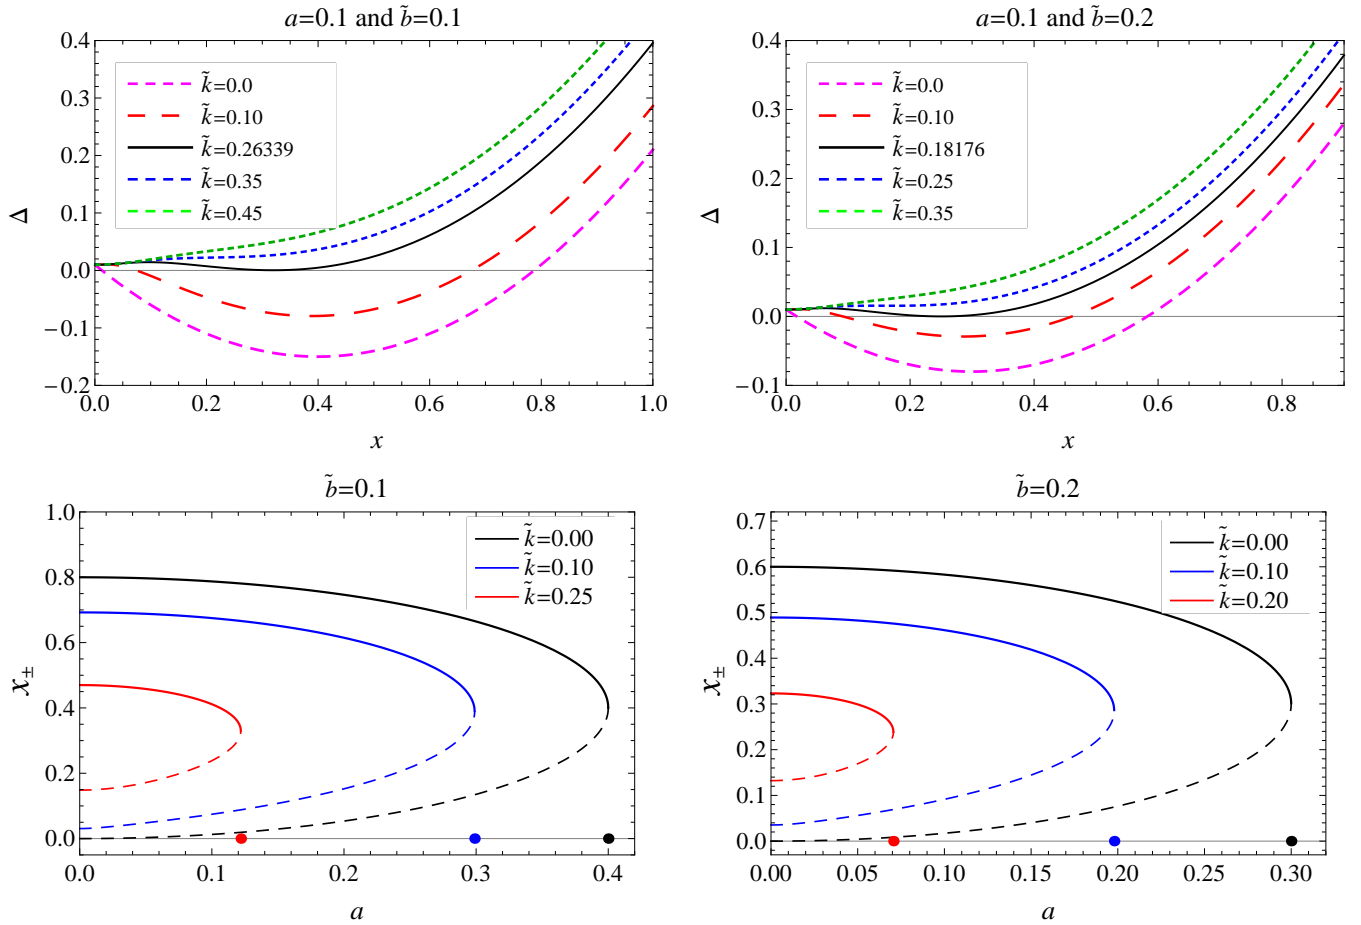 a=0.1 and b̃=0.1
0.4
0.3
0.2
0.1
0.0
−0.1
−0.2
Δ
k̃=0.0
k̃=0.10
k̃=0.26339
k̃=0.35
k̃=0.45
0.0 0.2 0.4 0.6 0.8 1.0
x
a=0.1 and b̃=0.2
0.4
0.3
0.2
0.1
0.0
−0.1
Δ
k̃=0.0
k̃=0.10
k̃=0.18176
k̃=0.25
k̃=0.35
0.0 0.2 0.4 0.6 0.8
x
b̃=0.1
1.0
0.8
0.6
0.4
0.2
0.0
x±
k̃=0.00
k̃=0.10
k̃=0.25
0.0 0.1 0.2 0.3 0.4
a
b̃=0.2
0.7
0.6
0.5
0.4
0.3
0.2
0.1
0.0
x±
k̃=0.00
k̃=0.10
k̃=0.20
0.00 0.05 0.10 0.15 0.20 0.25 0.30
a